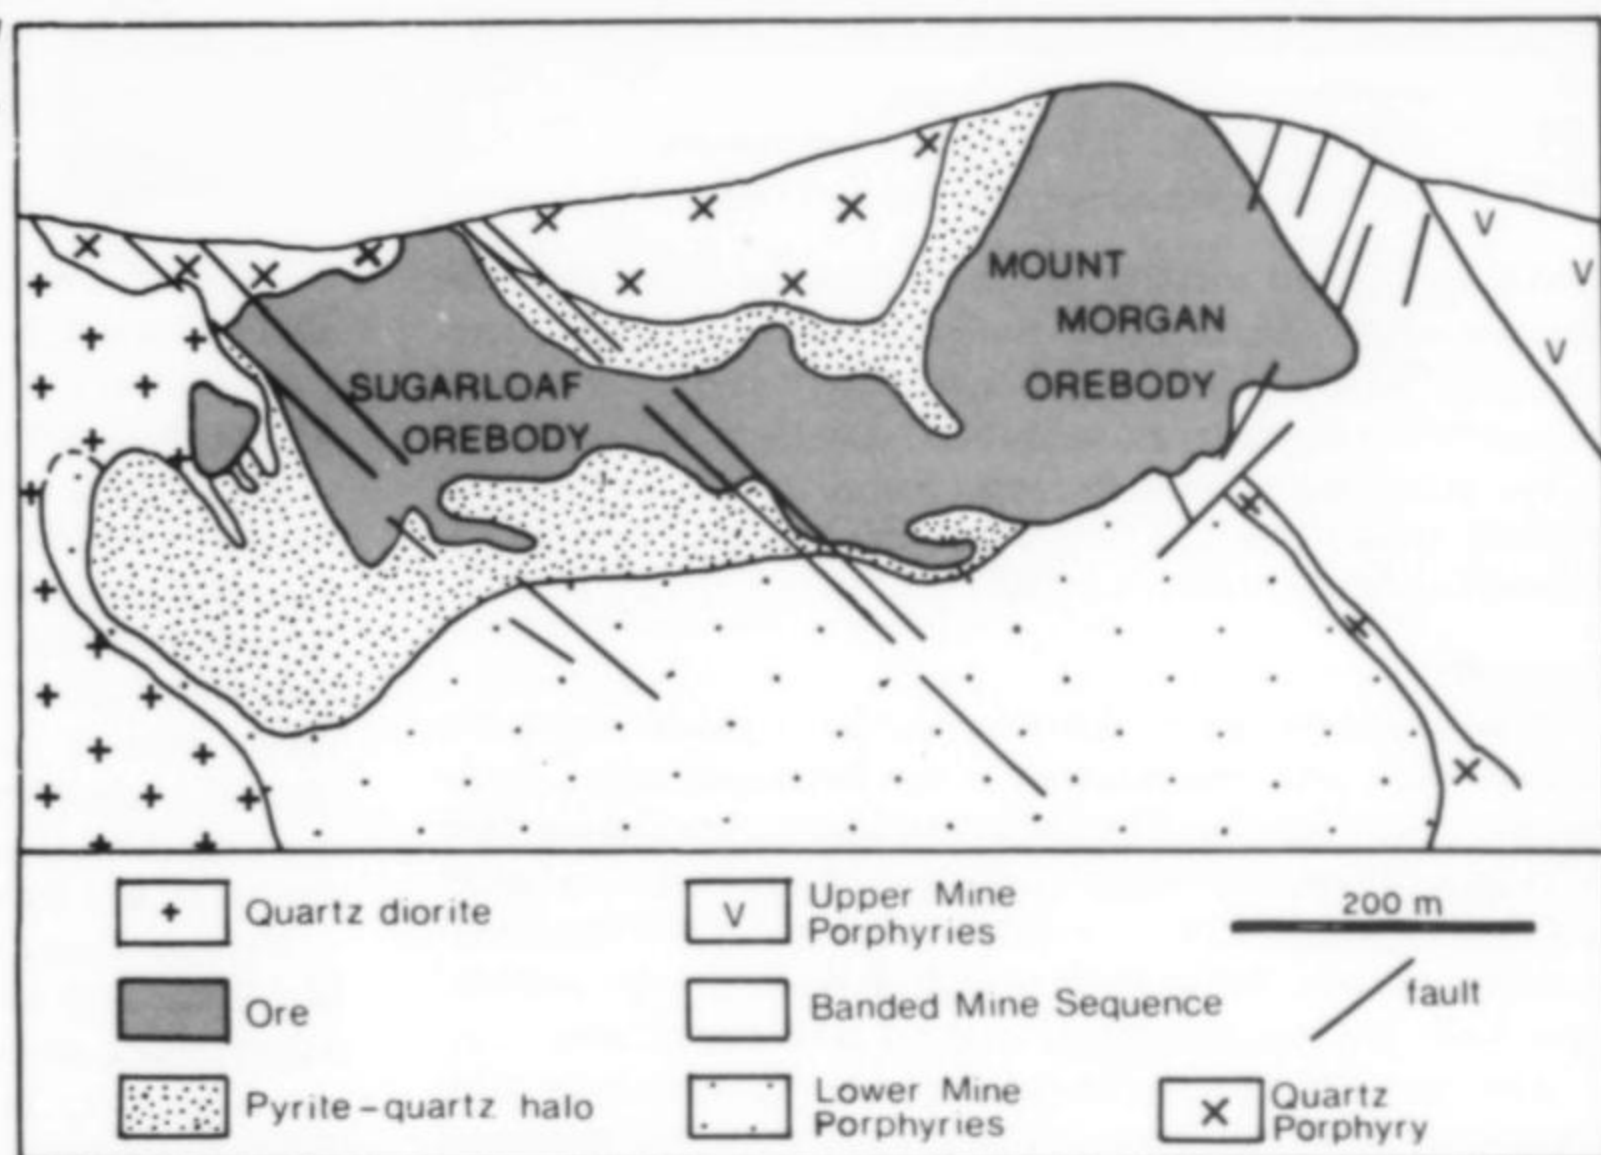 MOUNT
MORGAN
OREBODY
SUGARLOAF
OREBODY
Quartz diorite
Ore
Pyrite-quartz halo
V
Upper Mine
Porphyries
Banded Mine Sequence
Lower Mine
Porphyries
200 m
fault
Quartz
Porphyry